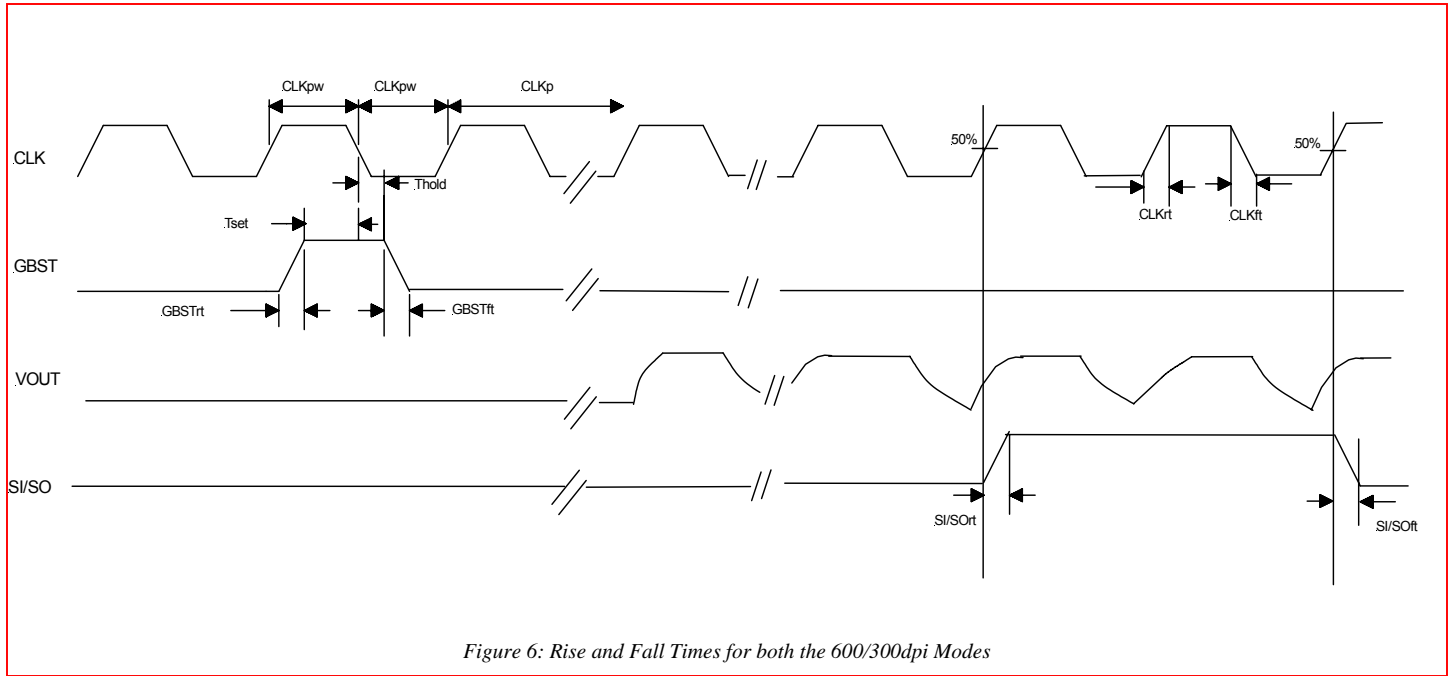 CLKpw
CLKpw
CLKp
CLK
50%
50%
Thold
CLKrt
CLKft
Tset
GBST
GBSTrt
GBSTft
VOUT
SI/SO
SI/SOrt
SI/SOft
Figure 6: Rise and Fall Times for both the 600/300dpi Modes